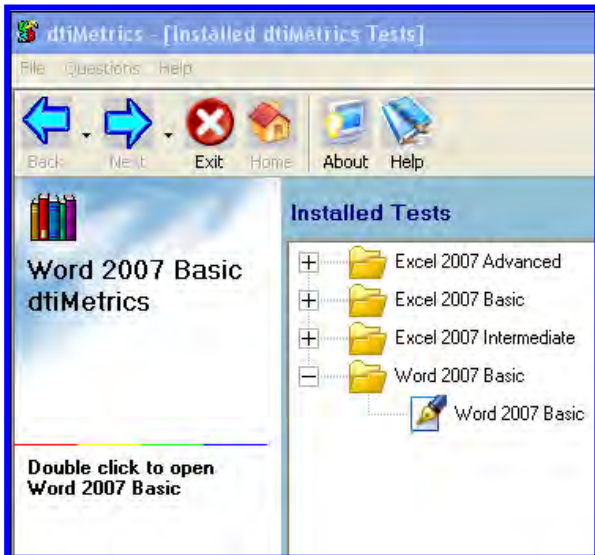 dtiMetrics - [Installed dtiMetrics Tests]
File Questions Help
Back Next Exit Home About Help
Word 2007 Basic
dtiMetrics
Double click to open
Word 2007 Basic
Installed Tests
Excel 2007 Advanced
Excel 2007 Basic
Excel 2007 Intermediate
Word 2007 Basic
Word 2007 Basic